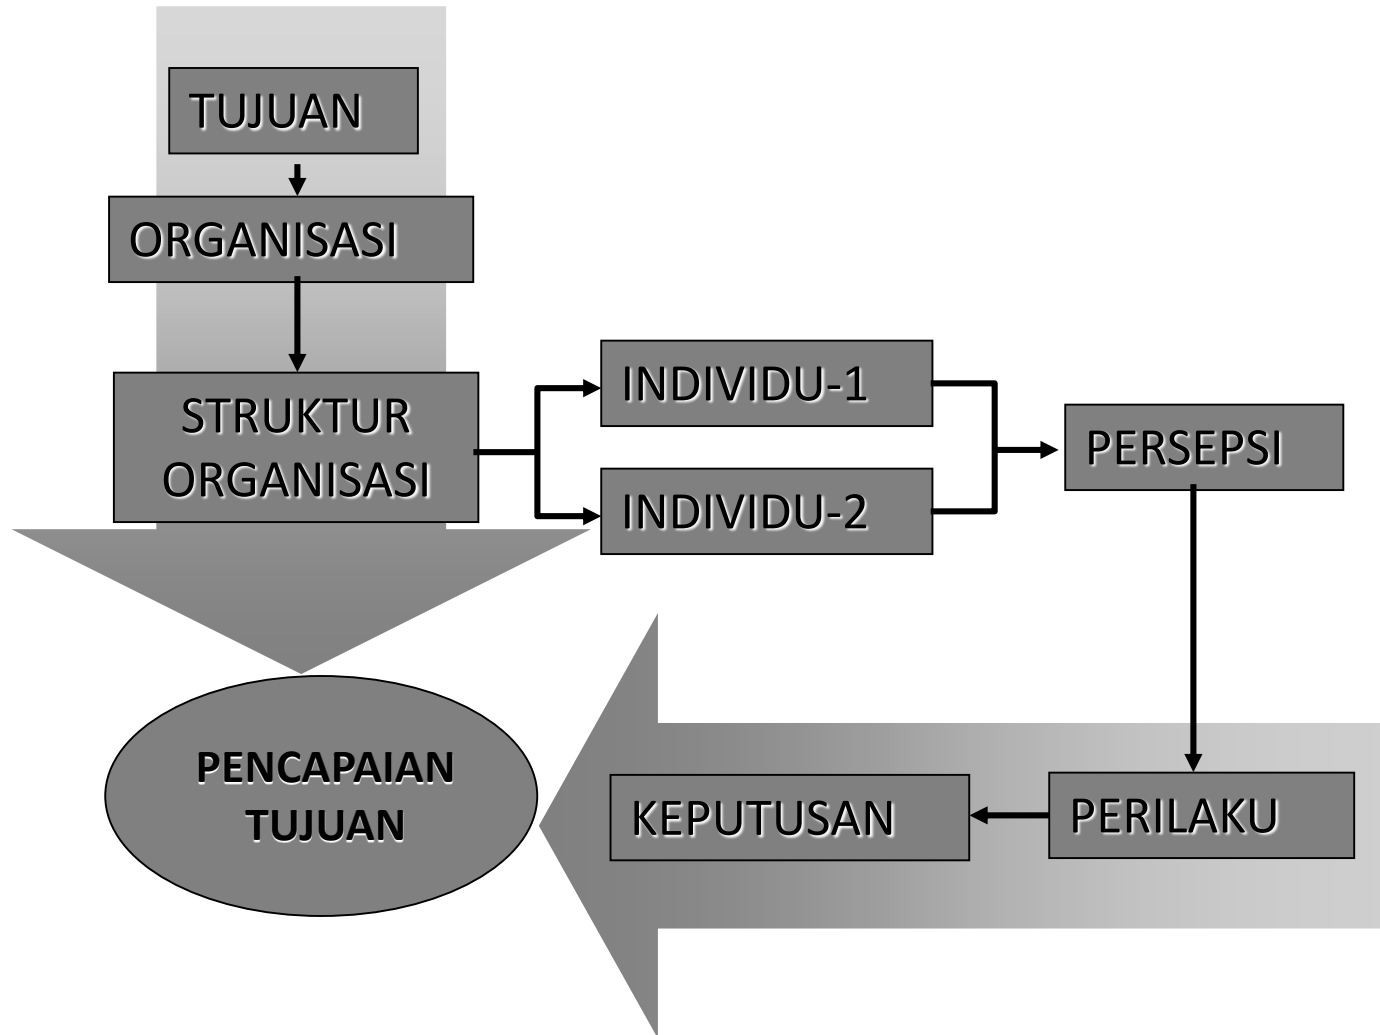 TUJUAN
ORGANISASI
STRUKTUR
ORGANISASI
INDIVIDU-1
INDIVIDU-2
PERSEPSI
PERILAKU
KEPUTUSAN
PENCAPAIAN
TUJUAN